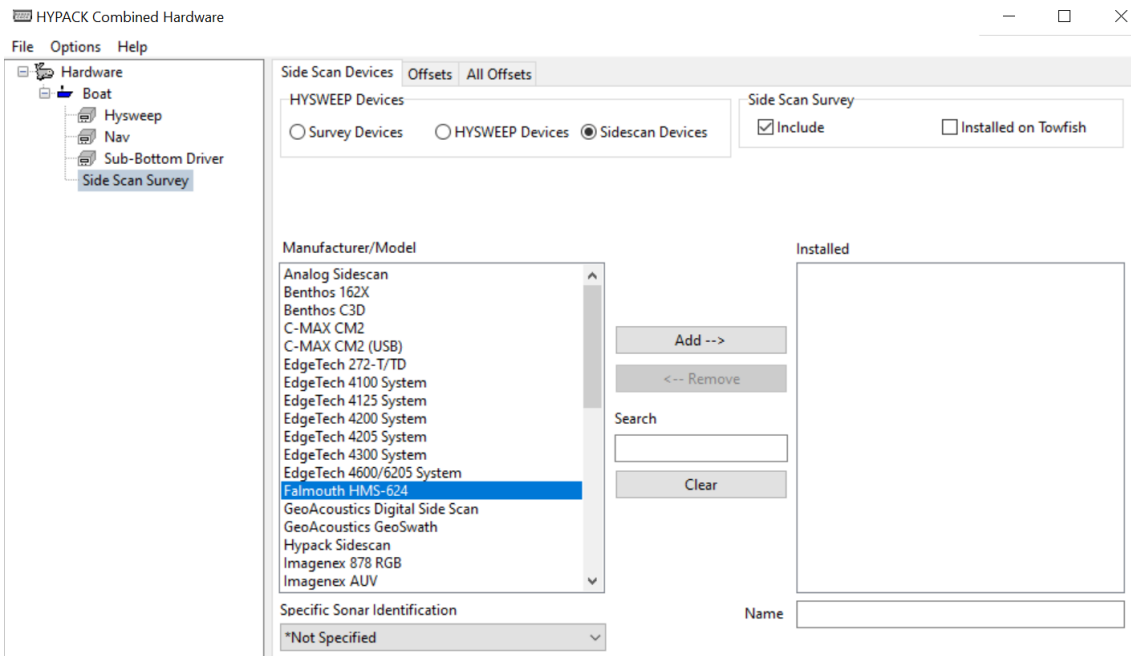 HYPACK Combined Hardware
File Options Help
Hardware
Boat
Hysweep
Nav
Sub-Bottom Driver
Side Scan Survey
Side Scan Devices Offsets All Offsets
HYSWEEP Devices
Survey Devices HYSWEEP Devices Sidescan Devices
Side Scan Survey
Include Installed on Towfish
Manufacturer/Model
Analog Sidescan
Benthos 162X
Benthos C3D
C-MAX CM2
C-MAX CM2 (USB)
EdgeTech 272-T/TD
EdgeTech 4100 System
EdgeTech 4125 System
EdgeTech 4200 System
EdgeTech 4205 System
EdgeTech 4300 System
EdgeTech 4600/6205 System
Falmouth HMS-624
GeoAcoustics Digital Side Scan
GeoAcoustics GeoSwath
Hypack Sidescan
Imagenex 878 RGB
Imagenex AUV
Specific Sonar Identification
*Not Specified
Add -->
<-- Remove
Search
Clear
Installed
Name